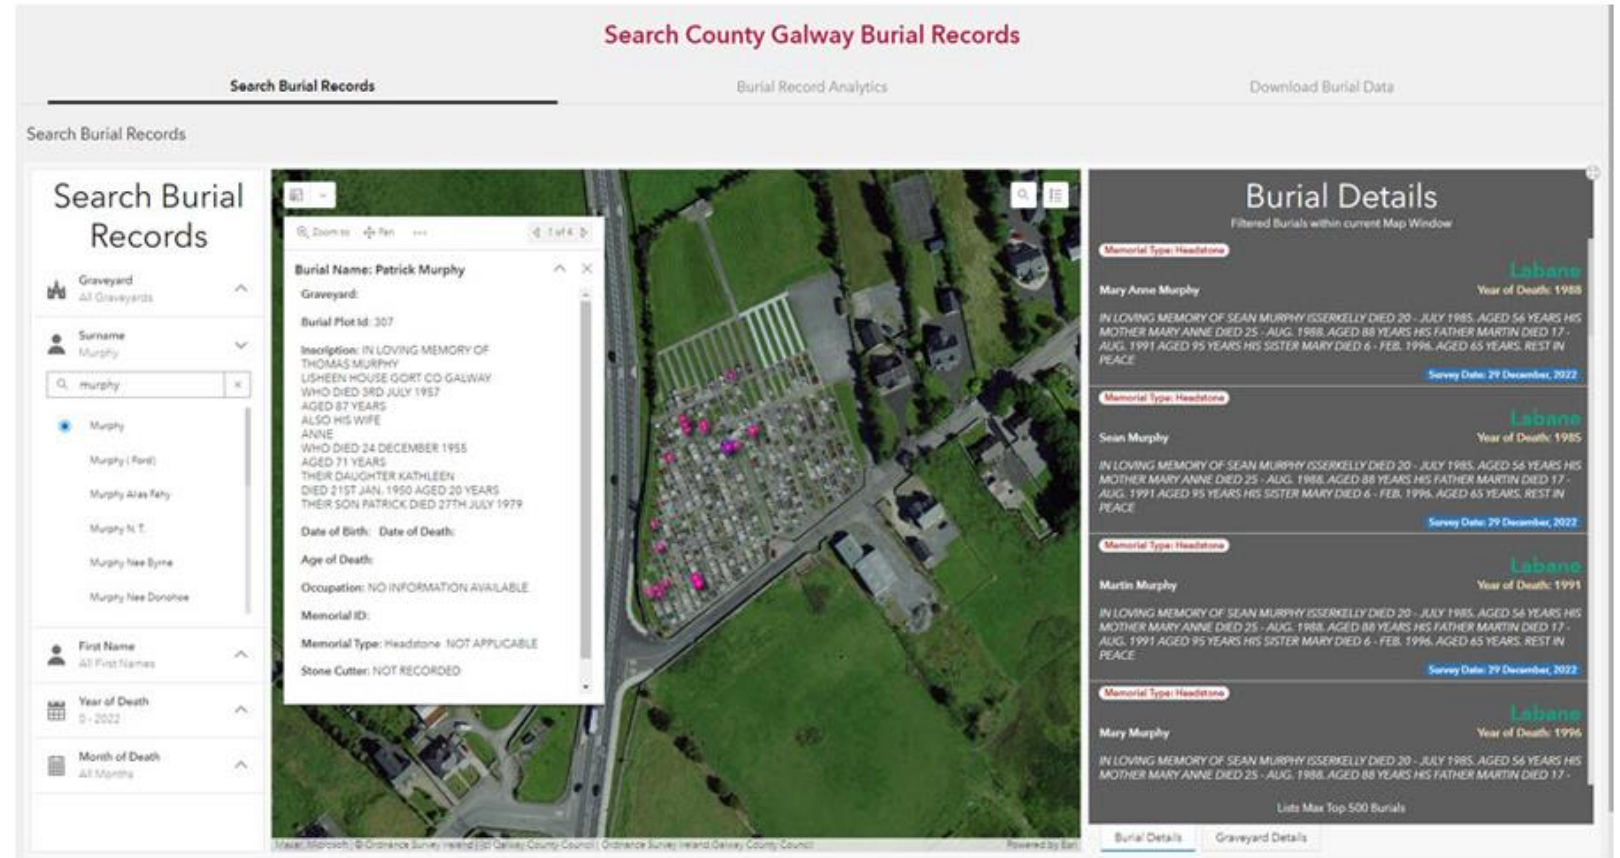 Search County Galway Burial Records
Search Burial Records
Burial Record Analytics
Download Burial Data
Search Burial Records
Search Burial
Records
Graveyard
All Graveyards
Surname
Murphy
murphy
Murphy
Murphy ( Ford)
Murphy Alias Fahy
Murphy N. T.
Murphy Nee Byrne
Murphy Nee Donohoe
First Name
All First Names
Year of Death
0 - 2022
Month of Death
All Months
Zoom to
Pan
1 of 4
Burial Name: Patrick Murphy
Graveyard:
Burial Plot Id: 307
Inscription: IN LOVING MEMORY OF
THOMAS MURPHY
LISHEEN HOUSE GORT CO GALWAY
WHO DIED 3RD JULY 1957
AGED 87 YEARS
ALSO HIS WIFE
ANNE
WHO DIED 24 DECEMBER 1955
AGED 71 YEARS
THEIR DAUGHTER KATHLEEN
DIED 21ST JAN. 1950 AGED 20 YEARS
THEIR SON PATRICK DIED 27TH JULY 1979
Date of Birth: Date of Death:
Age of Death:
Occupation: NO INFORMATION AVAILABLE
Memorial ID:
Memorial Type: Headstone NOT APPLICABLE
Stone Cutter: NOT RECORDED
Maxar, Microsoft | © Ordnance Survey Ireland | (c) Galway County Council | Ordnance Survey Ireland,Galway County Council
Powered by Esri
Burial Details
Filtered Burials within current Map Window
Memorial Type: Headstone
Labane
Mary Anne Murphy
Year of Death: 1988
IN LOVING MEMORY OF SEAN MURPHY ISSERKELLY DIED 20 - JULY 1985. AGED 56 YEARS HIS
MOTHER MARY ANNE DIED 25 - AUG. 1988. AGED 88 YEARS HIS FATHER MARTIN DIED 17 -
AUG. 1991 AGED 95 YEARS HIS SISTER MARY DIED 6 - FEB. 1996. AGED 65 YEARS. REST IN
PEACE
Survey Date: 29 December, 2022
Memorial Type: Headstone
Labane
Sean Murphy
Year of Death: 1985
IN LOVING MEMORY OF SEAN MURPHY ISSERKELLY DIED 20 - JULY 1985. AGED 56 YEARS HIS
MOTHER MARY ANNE DIED 25 - AUG. 1988. AGED 88 YEARS HIS FATHER MARTIN DIED 17 -
AUG. 1991 AGED 95 YEARS HIS SISTER MARY DIED 6 - FEB. 1996. AGED 65 YEARS. REST IN
PEACE
Survey Date: 29 December, 2022
Memorial Type: Headstone
Labane
Martin Murphy
Year of Death: 1991
IN LOVING MEMORY OF SEAN MURPHY ISSERKELLY DIED 20 - JULY 1985. AGED 56 YEARS HIS
MOTHER MARY ANNE DIED 25 - AUG. 1988. AGED 88 YEARS HIS FATHER MARTIN DIED 17 -
AUG. 1991 AGED 95 YEARS HIS SISTER MARY DIED 6 - FEB. 1996. AGED 65 YEARS. REST IN
PEACE
Survey Date: 29 December, 2022
Memorial Type: Headstone
Labane
Mary Murphy
Year of Death: 1996
IN LOVING MEMORY OF SEAN MURPHY ISSERKELLY DIED 20 - JULY 1985. AGED 56 YEARS HIS
MOTHER MARY ANNE DIED 25 - AUG. 1988. AGED 88 YEARS HIS FATHER MARTIN DIED 17 -
Lists Max Top 500 Burials
Burial Details
Graveyard Details